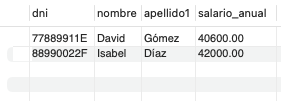 dni nombre apellido1 salario_anual
77889911E David Gómez 40600.00
88990022F Isabel Díaz 42000.00